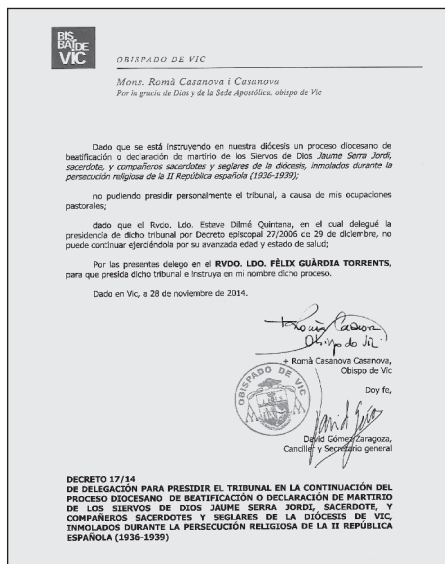 BIS
BAT DE
VIC
OBISPADO DE VIC
Mons. Romà Casanova i Casanova
Por la gracia de Dios y de la Sede Apostólica, obispo de Vic
Dado que se está instruyendo en nuestra diócesis un proceso diocesano de
beatificación o declaración de martirio de los Siervos de Dios Jaume Serra Jordi,
sacerdote, y compañeros sacerdotes y seglares de la diócesis, inmolados durante la
persecución religiosa de la II República española (1936-1939);
no pudiendo presidir personalmente el tribunal, a causa de mis ocupaciones
pastorales;
dado que el Rvdo. Ldo. Esteve Dilmé Quintana, en el cual delegué la
presidencia de dicho tribunal por Decreto episcopal 27/2006 de 29 de diciembre, no
puede continuar ejerciéndola por su avanzada edad y estado de salud;
Por las presentes delego en el RVDO. LDO. FÈLIX GUÀRDIA TORRENTS,
para que presida dicho tribunal e instruya en mi nombre dicho proceso.
Dado en Vic, a 28 de noviembre de 2014.
+ Romà Casanova
Obispo de Vic
+ Romà Casanova Casanova,
Obispo de Vic
OBISPADO DE VIC
Doy fe,
David Gómez Zaragoza,
Canciller y Secretario general
DECRETO 17/14
DE DELEGACIÓN PARA PRESIDIR EL TRIBUNAL EN LA CONTINUACIÓN DEL
PROCESO DIOCESANO DE BEATIFICACIÓN O DECLARACIÓN DE MARTIRIO
DE LOS SIERVOS DE DIOS JAUME SERRA JORDI, SACERDOTE, Y
COMPAÑEROS SACERDOTES Y SEGLARES DE LA DIÓCESIS DE VIC,
INMOLADOS DURANTE LA PERSECUCIÓN RELIGIOSA DE LA II REPÚBLICA
ESPAÑOLA (1936-1939)